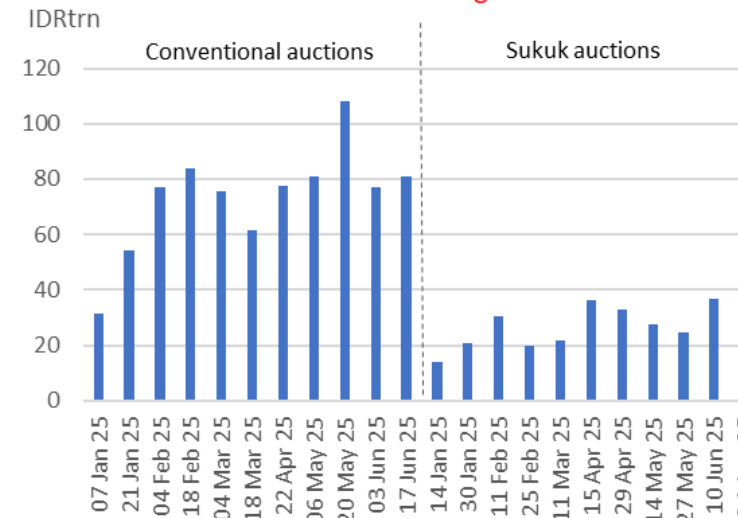 IDRtrn
Conventional auctions
Sukuk auctions
120
100
80
60
40
20
0
07 Jan 25
21 Jan 25
04 Feb 25
18 Feb 25
04 Mar 25
18 Mar 25
22 Apr 25
06 May 25
20 May 25
03 Jun 25
17 Jun 25
14 Jan 25
30 Jan 25
11 Feb 25
25 Feb 25
11 Mar 25
15 Apr 25
29 Apr 25
14 May 25
27 May 25
10 Jun 25